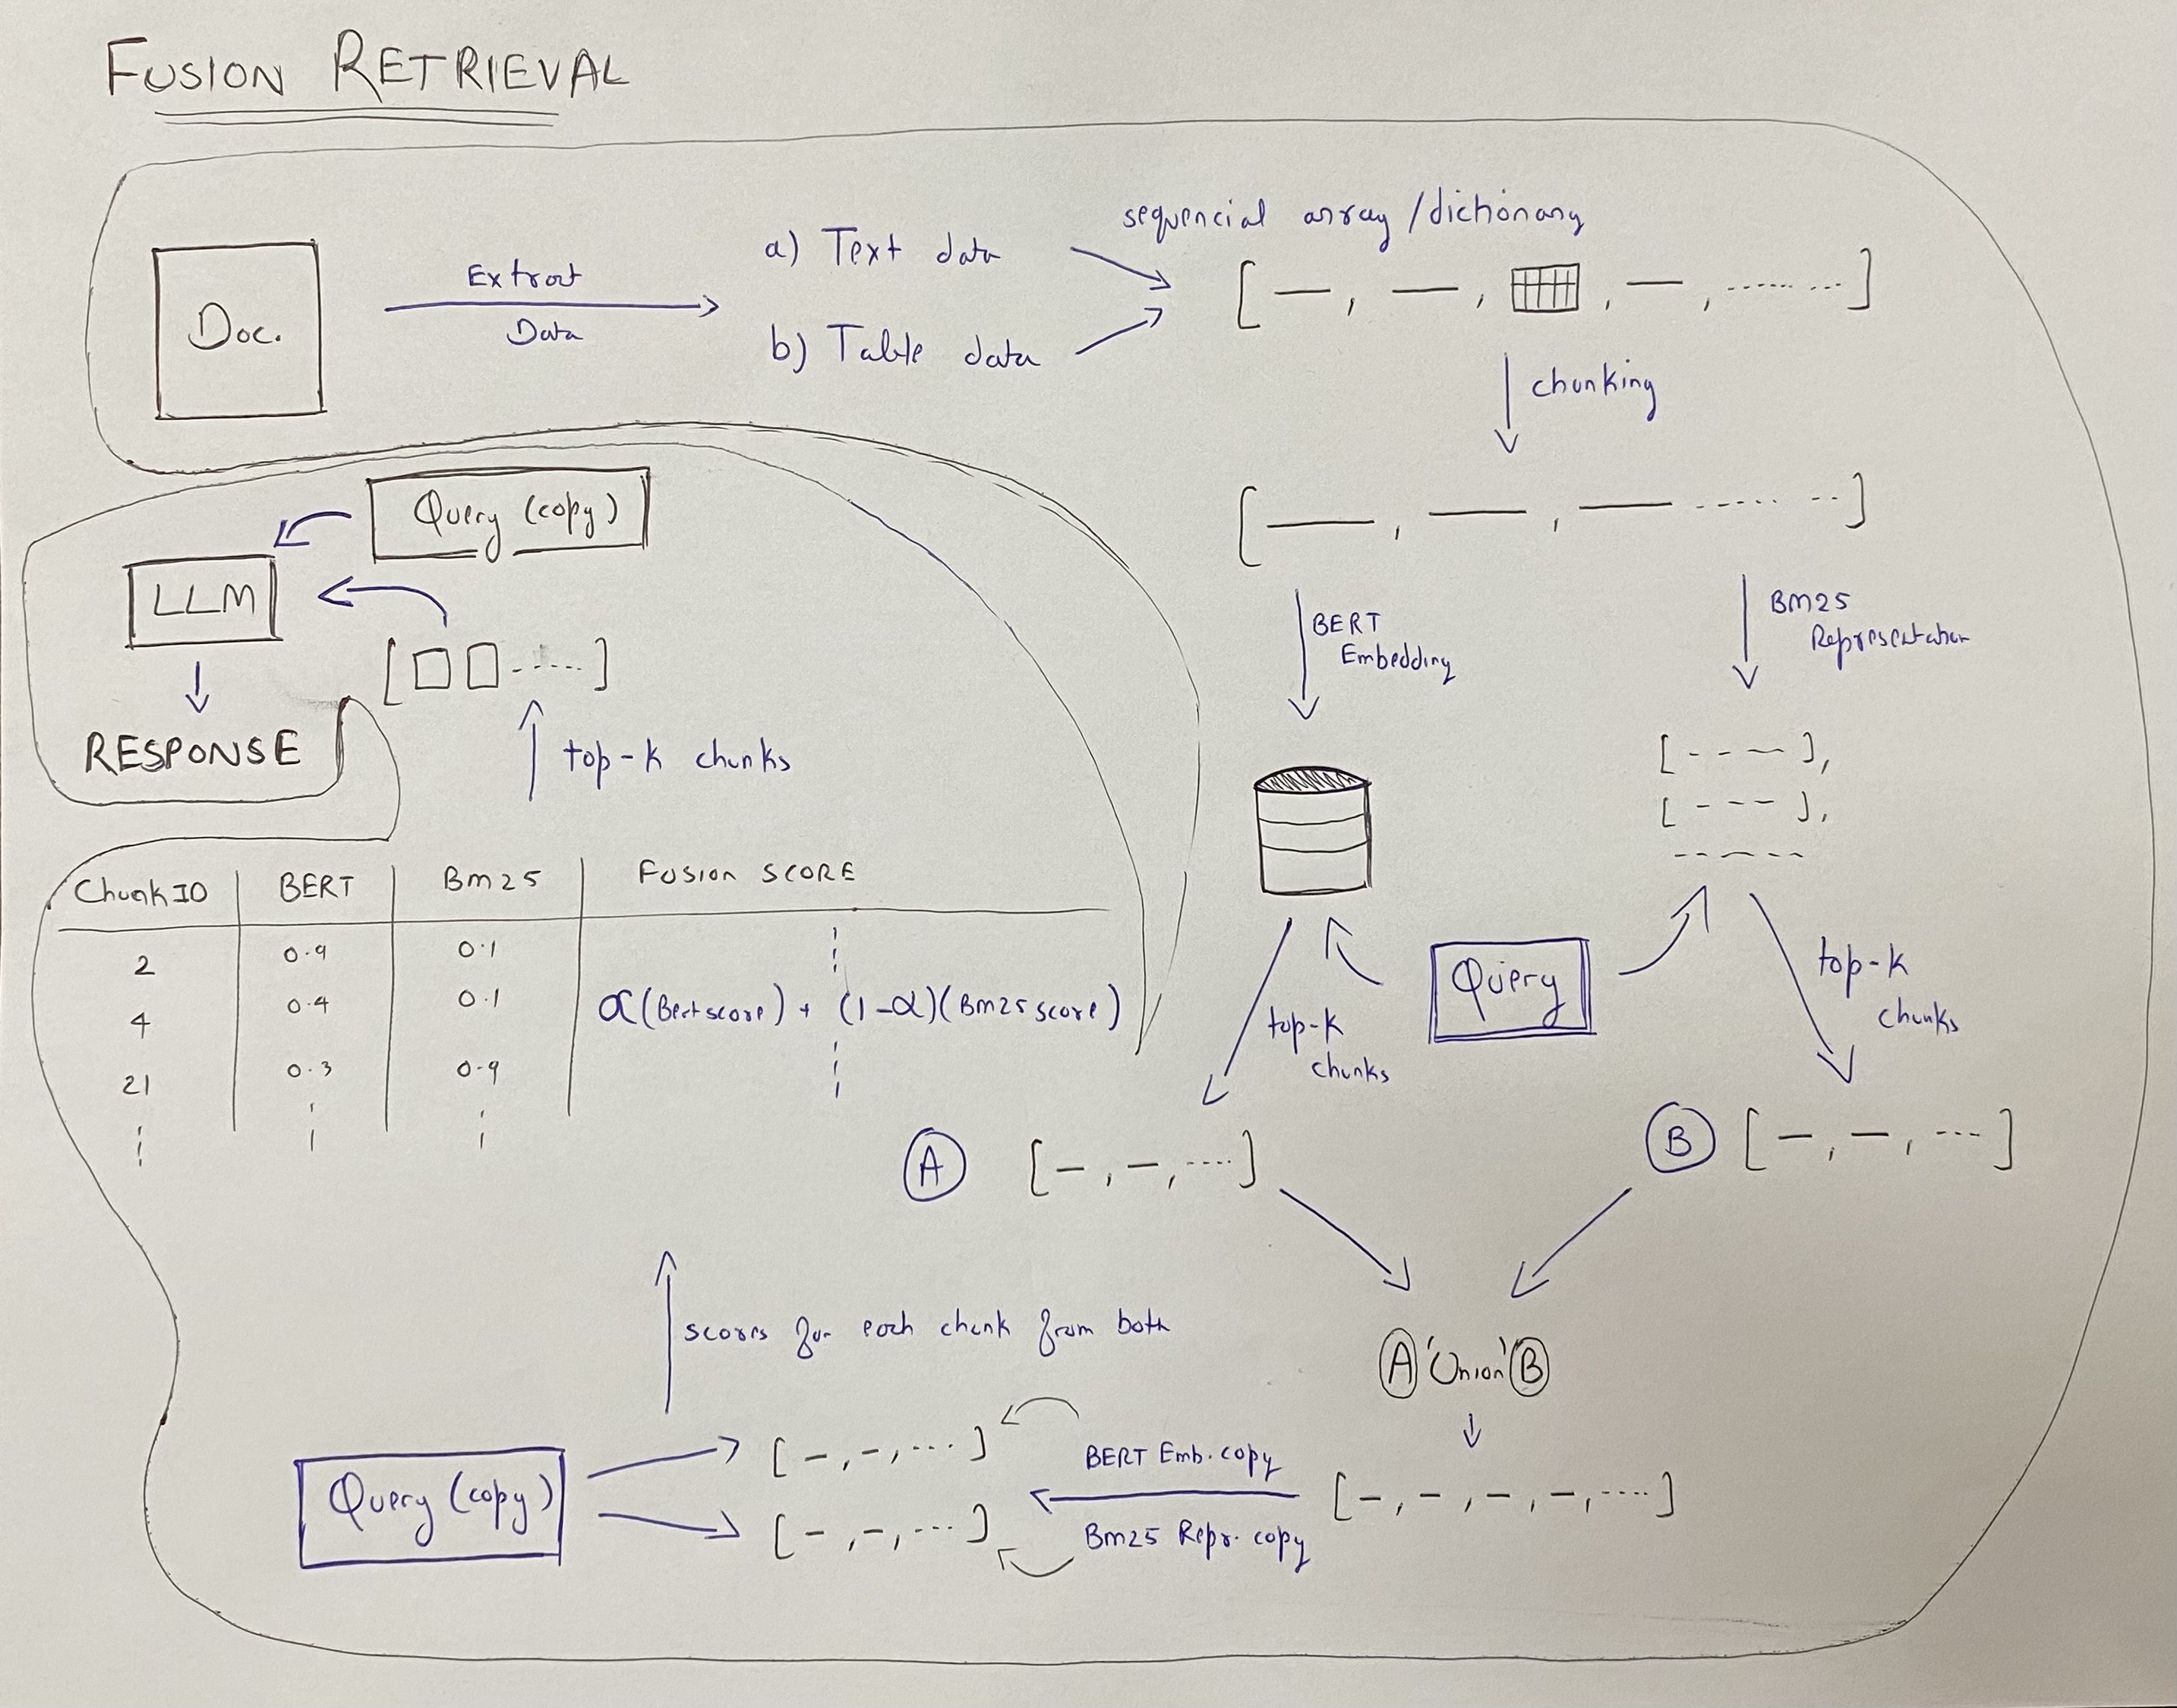 FUSION RETRIEVAL
Doc.
Extract
Data
a) Text data
b) Table data
sequencial array /dictionary
[ — , — , , — , ........ ... ]
chunking
[ —— , —— , —— ........ ]
BERT
Embedding
BM25
Representation
[ - - - — ],
[ - - - - ],
- - - - - -
Query
top-k
chunks
top-k
chunks
A [ – , – , .... ]
B [ – , – , ... ]
A 'Union' B
[ – , – , – , – , ..... ]
BERT Emb. copy
Bm25 Repr. copy
[ – , – , .... ]
[ – , – , .... ]
Query (copy)
scores for each chunk from both
Chunk ID BERT Bm25 FUSION SCORE
2 0.9 0.1
4 0.4 0.1 α(Bert score) + (1-α)(Bm25 score)
21 0.3 0.9
top-k chunks
[ ........ ]
Query (copy)
LLM
RESPONSE